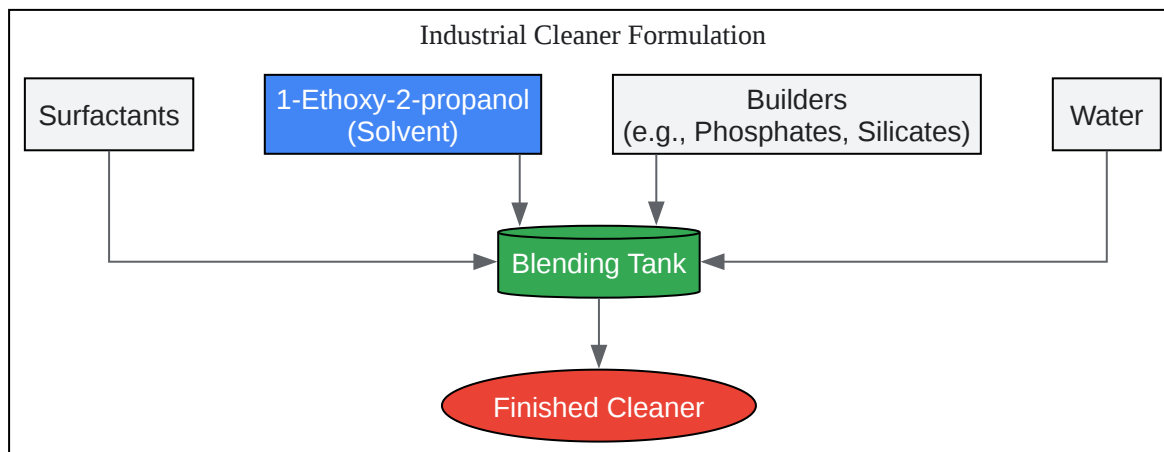 Industrial Cleaner Formulation
Surfactants
1-Ethoxy-2-propanol
(Solvent)
Builders
(e.g., Phosphates, Silicates)
Water
Blending Tank
Finished Cleaner